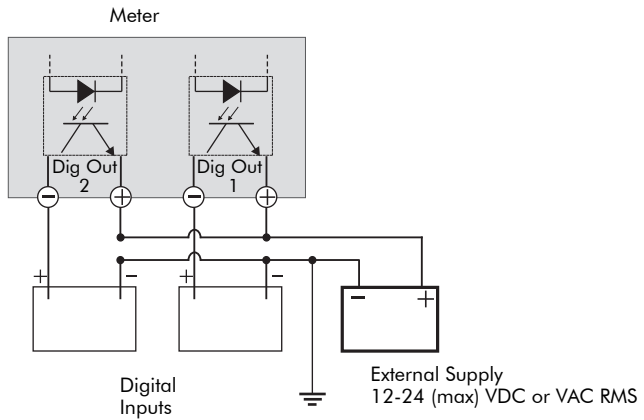 Meter
Dig Out
2
Dig Out
1
− + − +
+ − + −
− +
Digital
Inputs
External Supply
12-24 (max) VDC or VAC RMS